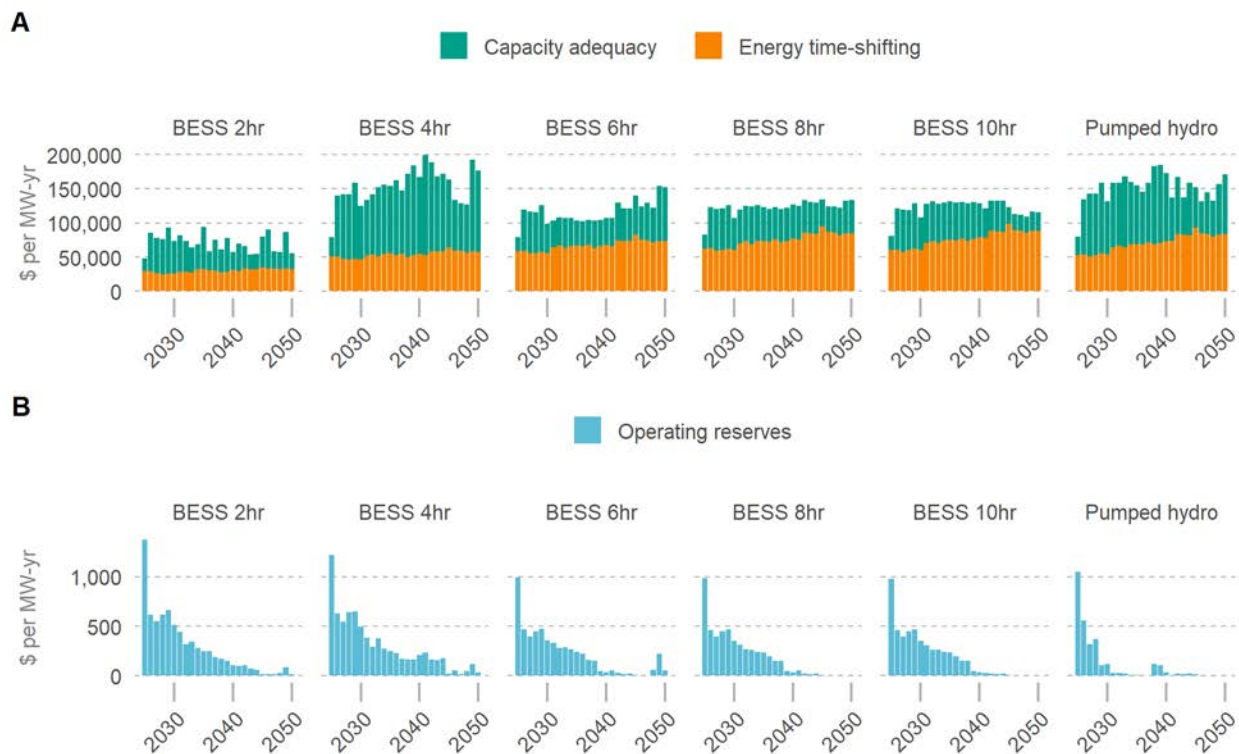 A
Capacity adequacy Energy time-shifting
BESS 2hr BESS 4hr BESS 6hr BESS 8hr BESS 10hr Pumped hydro
$ per MW-yr
200,000
150,000
100,000
50,000
0
2030 2040 2050 2030 2040 2050 2030 2040 2050 2030 2040 2050 2030 2040 2050 2030 2040 2050
B
Operating reserves
BESS 2hr BESS 4hr BESS 6hr BESS 8hr BESS 10hr Pumped hydro
$ per MW-yr
1,000
500
0
2030 2040 2050 2030 2040 2050 2030 2040 2050 2030 2040 2050 2030 2040 2050 2030 2040 2050